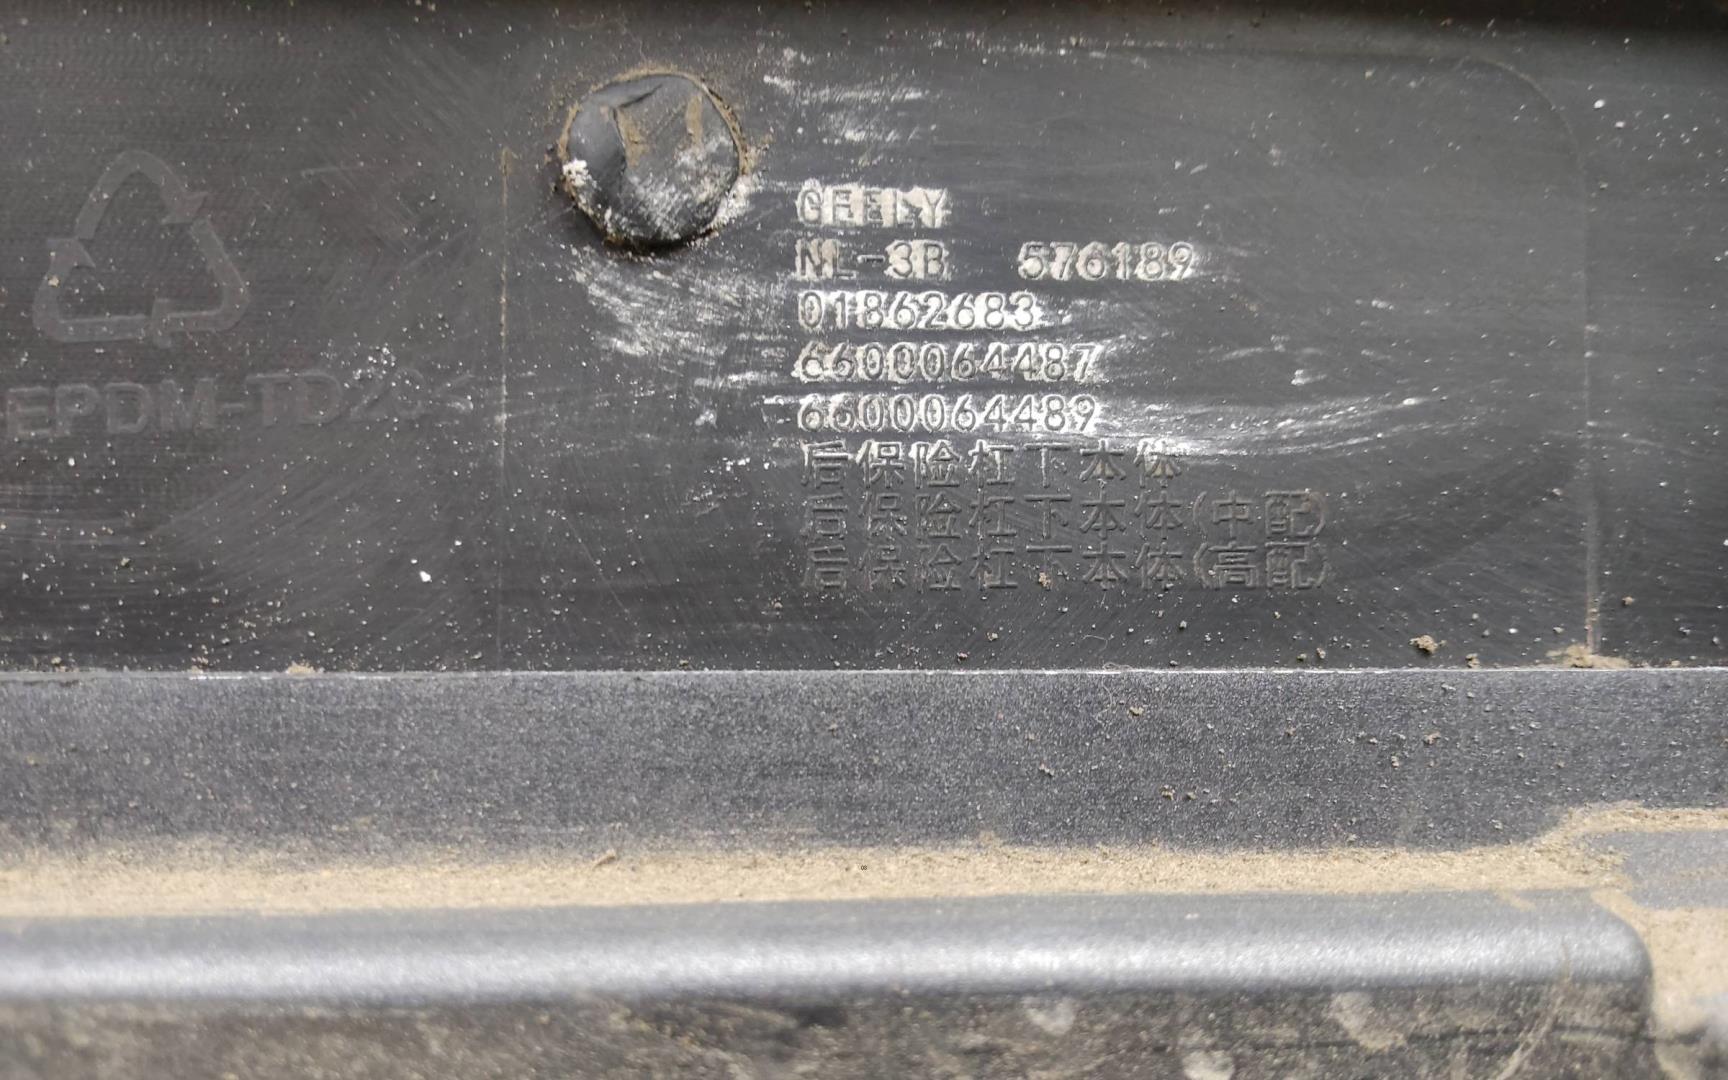 GEELY
NL-3B 576189
01862683
6600064487
6600064489
后保险杠下本体
后保险杠下本体(中配)
后保险杠下本体(高配)
EPDM-TD20<